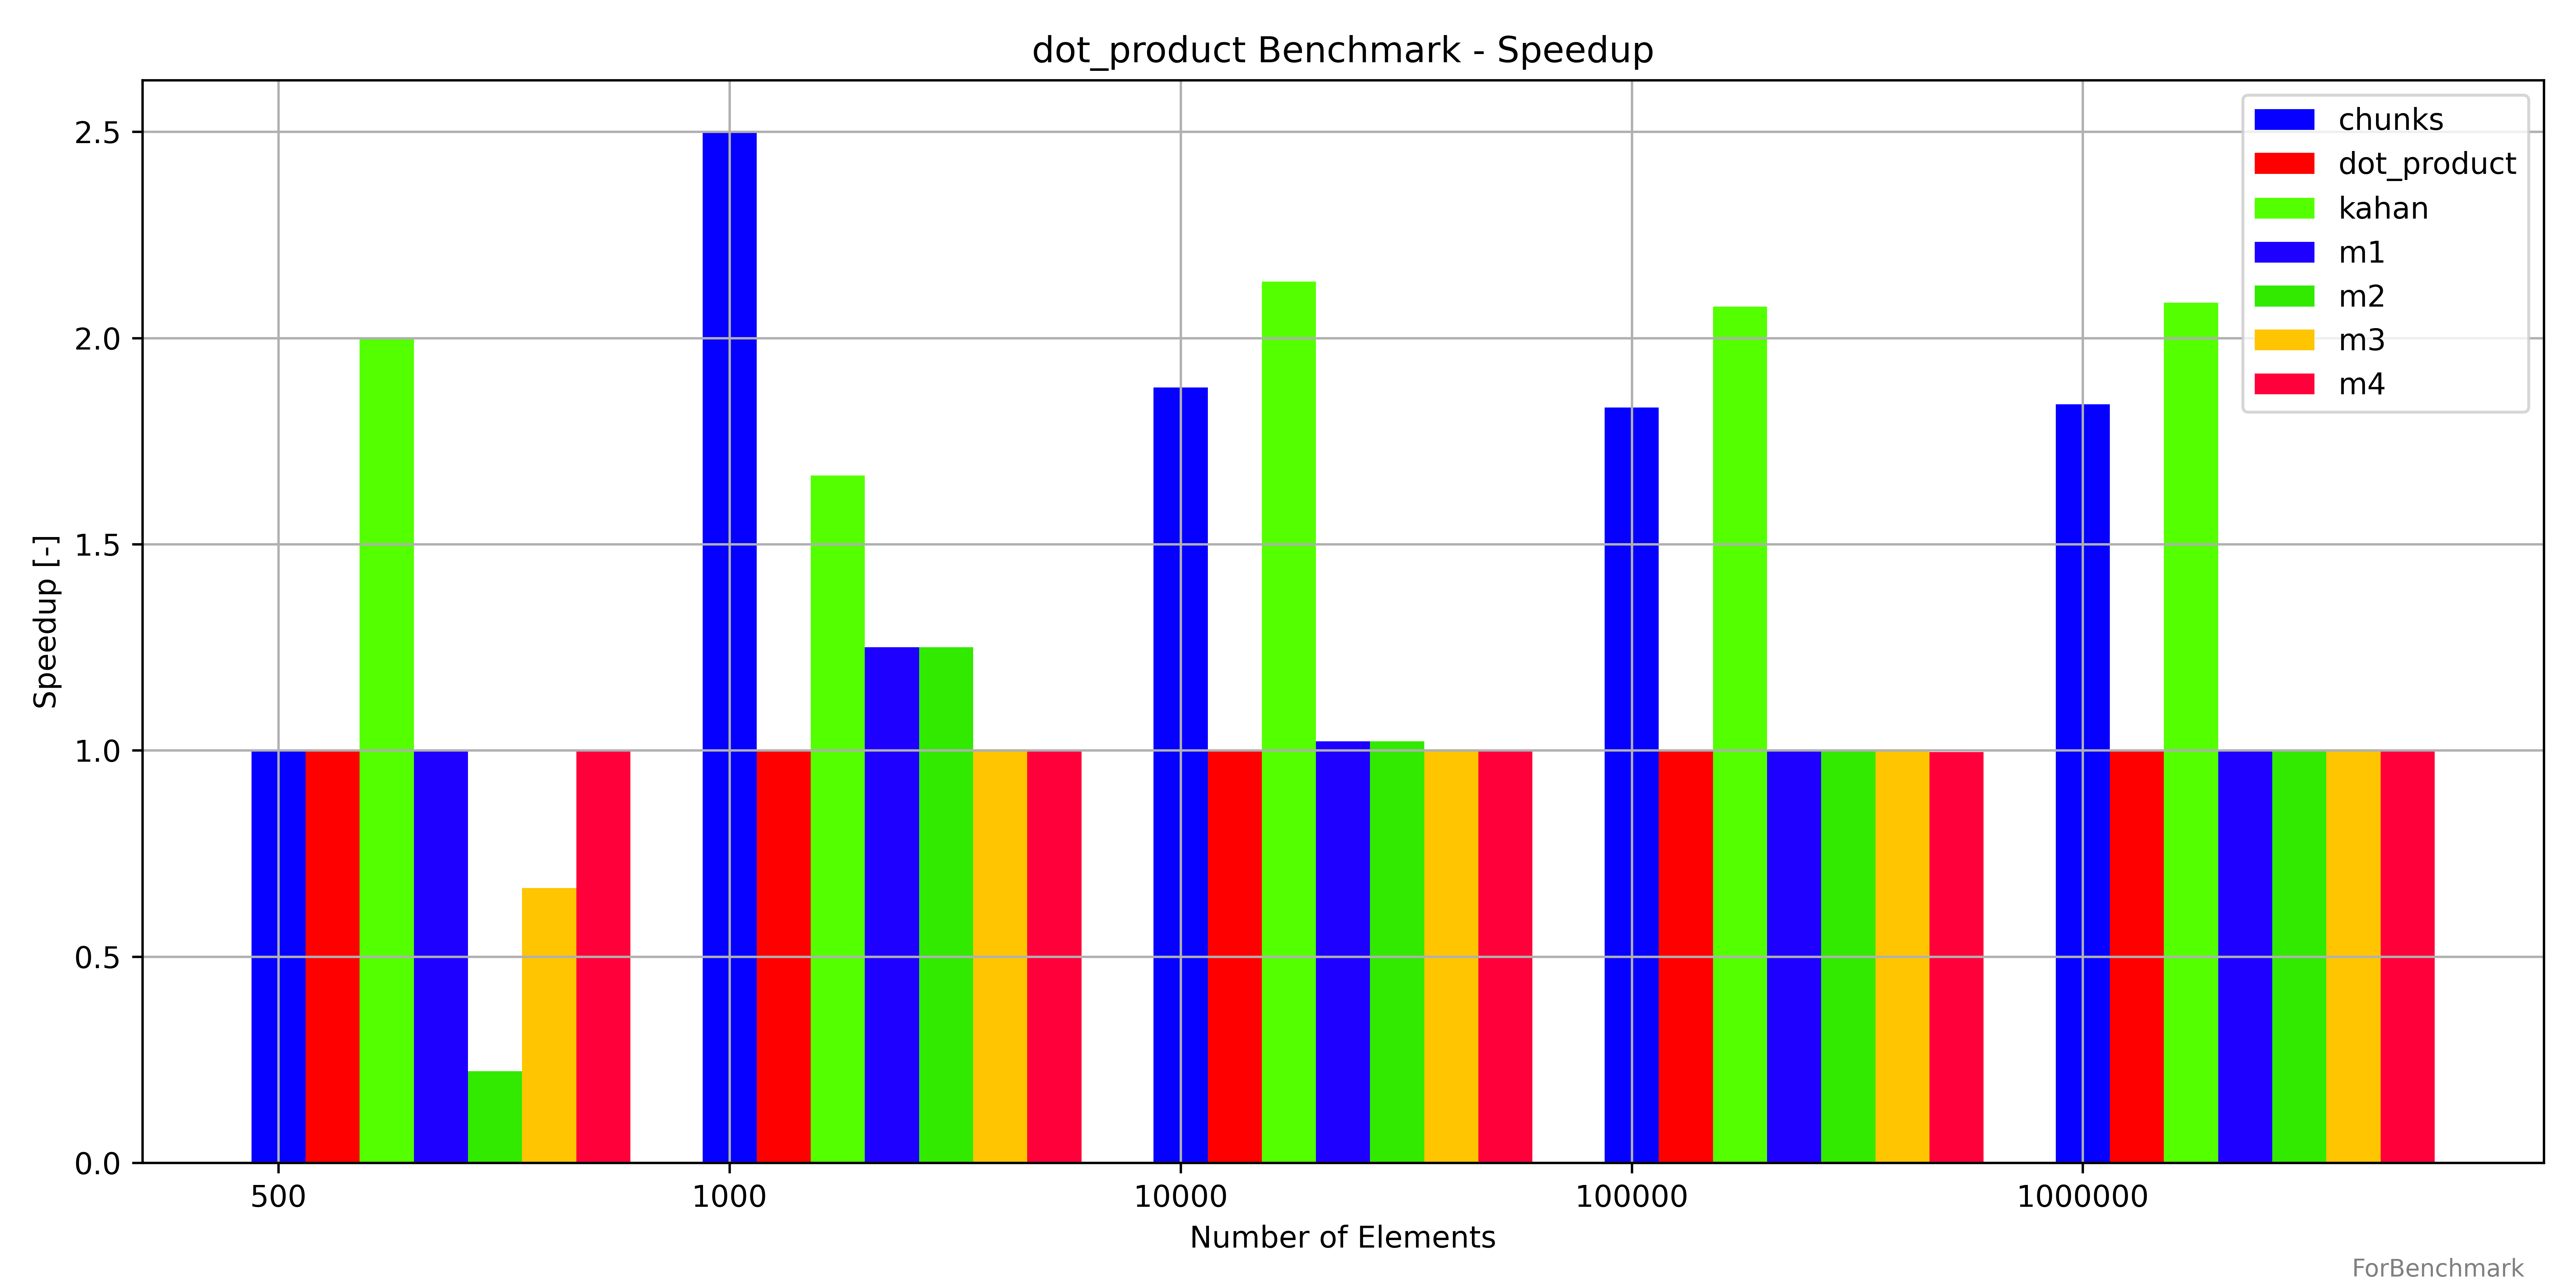 dot_product Benchmark - Speedup
Speedup [-]
2.5
2.0
1.5
1.0
0.5
0.0
chunks
dot_product
kahan
m1
m2
m3
m4
500 1000 10000 100000 1000000
Number of Elements
ForBenchmark